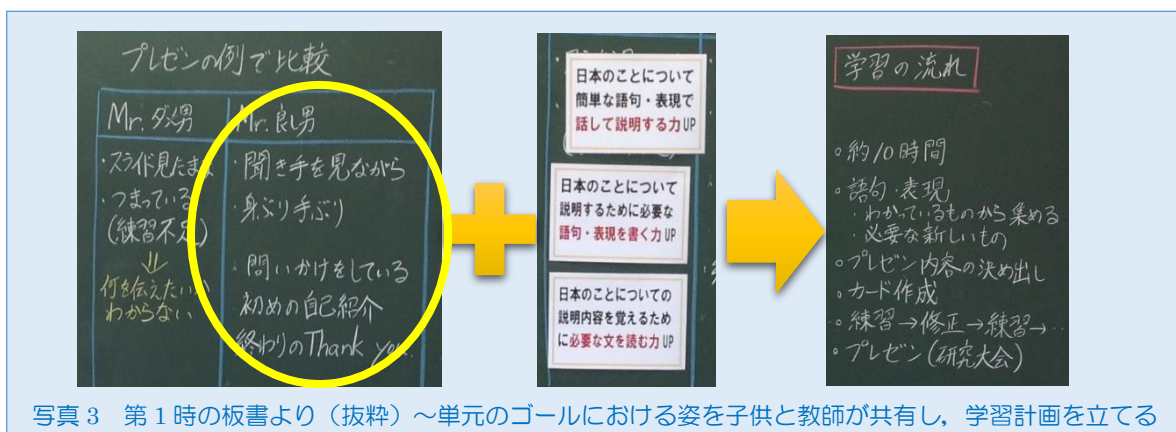 プレゼンの例で比較
Mr. ダメ男
・スライド見たまま
・つまっている
(練習不足)
⇓
何を伝えたいか
わからない
Mr. 良し男
・聞き手を見ながら
・身ぶり手ぶり
・問いかけをしている
初めの自己紹介
終わりのThank you.
日本のことについて
簡単な語句・表現で
話して説明する力UP
日本のことについて
説明するために必要な
語句・表現を書く力UP
日本のことについての
説明内容を覚えるため
に必要な文を読む力UP
学習の流れ
○約10時間
○語句・表現
・わかっているものから集める
・必要な新しいもの
○プレゼン内容の決め出し
○カード作成
○練習→修正→練習→…
○プレゼン(研究大会)
写真3 第1時の板書より(抜粋)~単元のゴールにおける姿を子供と教師が共有し,学習計画を立てる